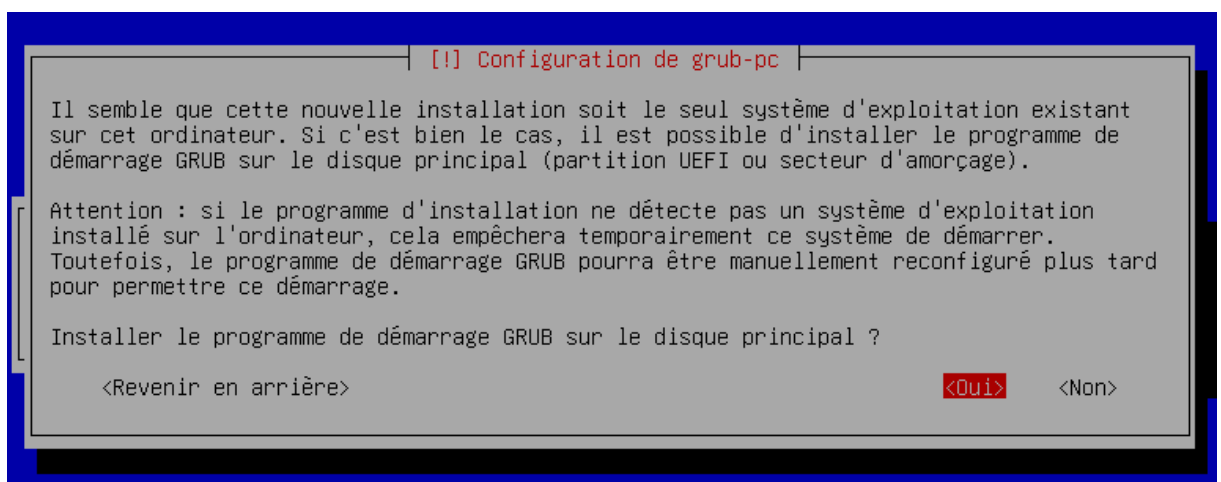 [!] Configuration de grub-pc
Il semble que cette nouvelle installation soit le seul système d'exploitation existant
sur cet ordinateur. Si c'est bien le cas, il est possible d'installer le programme de
démarrage GRUB sur le disque principal (partition UEFI ou secteur d'amorçage).
Attention : si le programme d'installation ne détecte pas un système d'exploitation
installé sur l'ordinateur, cela empêchera temporairement ce système de démarrer.
Toutefois, le programme de démarrage GRUB pourra être manuellement reconfiguré plus tard
pour permettre ce démarrage.
Installer le programme de démarrage GRUB sur le disque principal ?
<Revenir en arrière> <Oui> <Non>